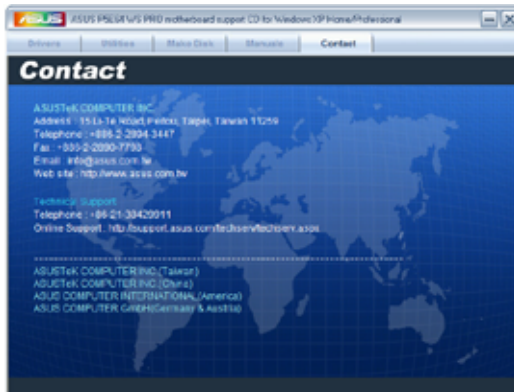 ASUS ASUS P5E64 WS PRO motherboard support CD for Windows XP Home/Professional
Drivers Utilities Make Disk Manuals Contact
Contact
ASUSTeK COMPUTER INC.
Address : 15 Li-Te Road, Peitou, Taipei, Taiwan 11259
Telephone : +886-2-2894-3447
Fax : +886-2-2890-7798
Email : info@asus.com.tw
Web site : http://www.asus.com.tw
Technical Support
Telephone : +86-21-38429911
Online Support : http://support.asus.com/techserv/techserv.aspx
ASUSTeK COMPUTER INC.(Taiwan)
ASUSTeK COMPUTER INC.(China)
ASUS COMPUTER INTERNATIONAL(America)
ASUS COMPUTER GmbH(Germany & Austria)